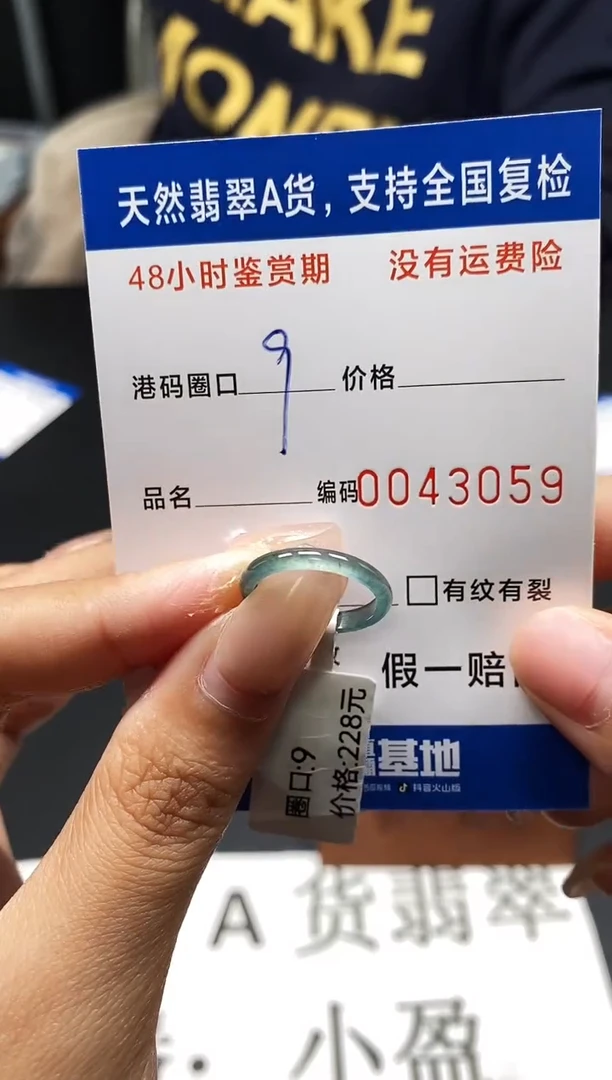 MAKE
MONEY
天然翡翠A货，支持全国复检
48小时鉴赏期 没有运费险
港码圈口 9 价格
品名 编码0043059
□有纹有裂
假一赔
圈口:9
价格:228元
基地
抖音火山版
A货翡翠
小盈